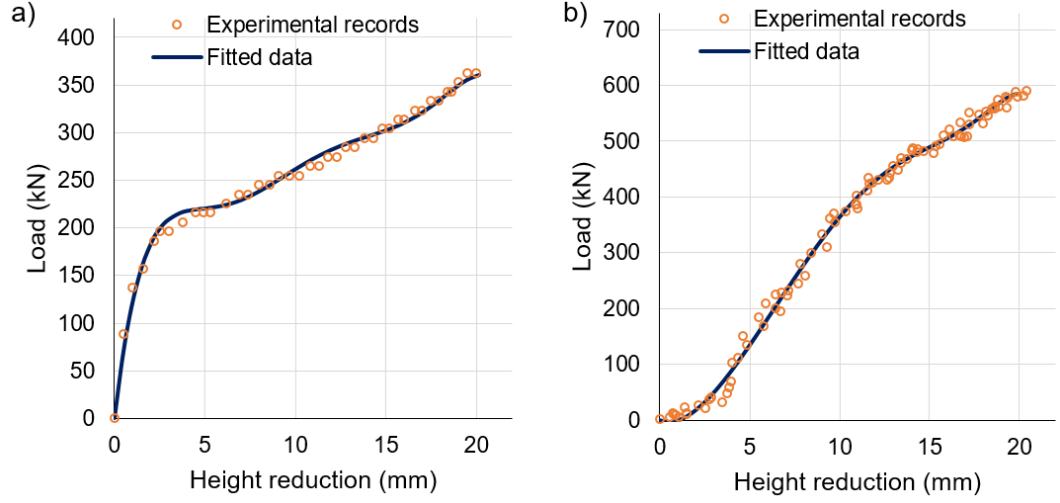 a)
Experimental records
Fitted data
400
350
300
250
200
150
100
50
0
Load (kN)
0 5 10 15 20
Height reduction (mm)
b)
Experimental records
Fitted data
700
600
500
400
300
200
100
0
Load (kN)
0 5 10 15 20
Height reduction (mm)